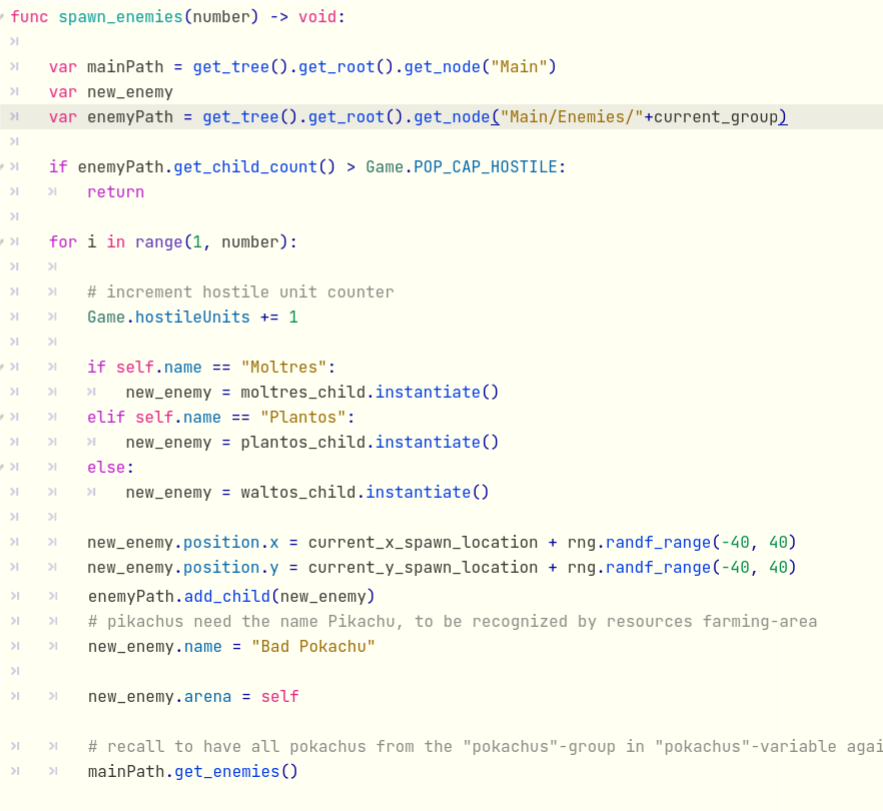 func spawn_enemies(number) -> void:
var mainPath = get_tree().get_root().get_node("Main")
var new_enemy
var enemyPath = get_tree().get_root().get_node("Main/Enemies/"+current_group)
if enemyPath.get_child_count() > Game.POP_CAP_HOSTILE:
return
for i in range(1, number):
# increment hostile unit counter
Game.hostileUnits += 1
if self.name == "Moltres":
new_enemy = moltres_child.instantiate()
elif self.name == "Plantos":
new_enemy = plantos_child.instantiate()
else:
new_enemy = waltos_child.instantiate()
new_enemy.position.x = current_x_spawn_location + rng.randf_range(-40, 40)
new_enemy.position.y = current_y_spawn_location + rng.randf_range(-40, 40)
enemyPath.add_child(new_enemy)
# pikachus need the name Pikachu, to be recognized by resources farming-area
new_enemy.name = "Bad Pokachu"
new_enemy.arena = self
# recall to have all pokachus from the "pokachus"-group in "pokachus"-variable agai
mainPath.get_enemies()